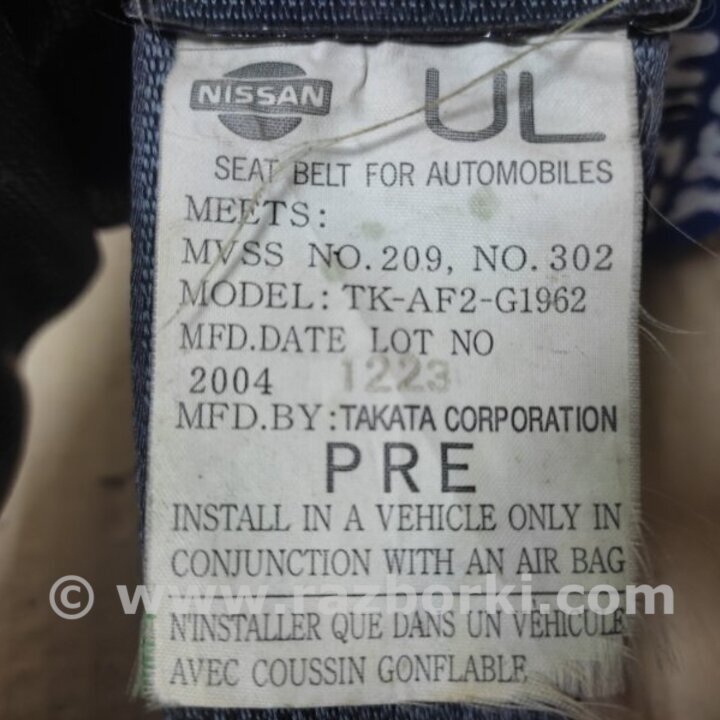 NISSAN UL
SEAT BELT FOR AUTOMOBILES
MEETS:
MVSS NO.209, NO.302
MODEL: TK-AF2-G1962
MFD.DATE LOT NO
2004 1223
MFD.BY: TAKATA CORPORATION
PRE
INSTALL IN A VEHICLE ONLY IN
CONJUNCTION WITH AN AIR BAG
© www.razborki.com
N'INSTALLER QUE DANS UN VEHICULE
AVEC COUSSIN GONFLABLE